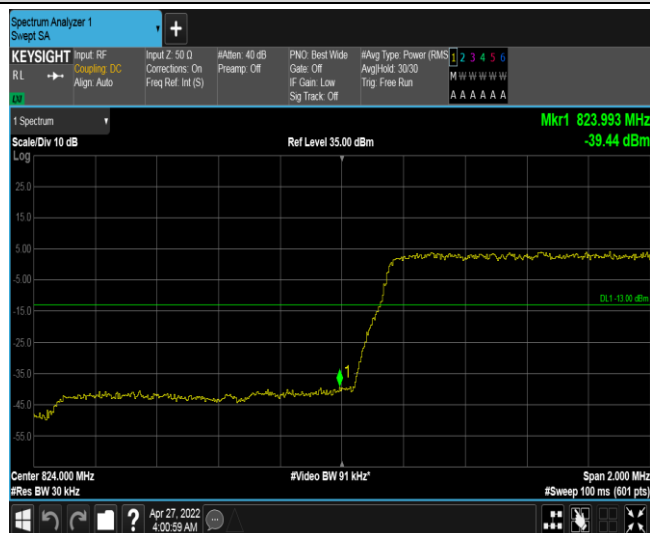 Spectrum Analyzer 1
Swept SA
+
KEYSIGHT
RL
LXI
Input: RF
Coupling: DC
Align: Auto
Input Z: 50 Ω
Corrections: On
Freq Ref: Int (S)
#Atten: 40 dB
Preamp: Off
PNO: Best Wide
Gate: Off
IF Gain: Low
Sig Track: Off
#Avg Type: Power (RMS
Avg|Hold: 30/30
Trig: Free Run
1 2 3 4 5 6
M W W W W W
A A A A A A
1 Spectrum
Scale/Div 10 dB
Ref Level 35.00 dBm
Mkr1 823.993 MHz
-39.44 dBm
Log
25.0
15.0
5.00
-5.00
DL1 -13.00 dBm
-15.0
-25.0
-35.0
1
-45.0
-55.0
Center 824.000 MHz
#Video BW 91 kHz*
Span 2.000 MHz
#Res BW 30 kHz
#Sweep 100 ms (601 pts)
?
Apr 27, 2022
4:00:59 AM